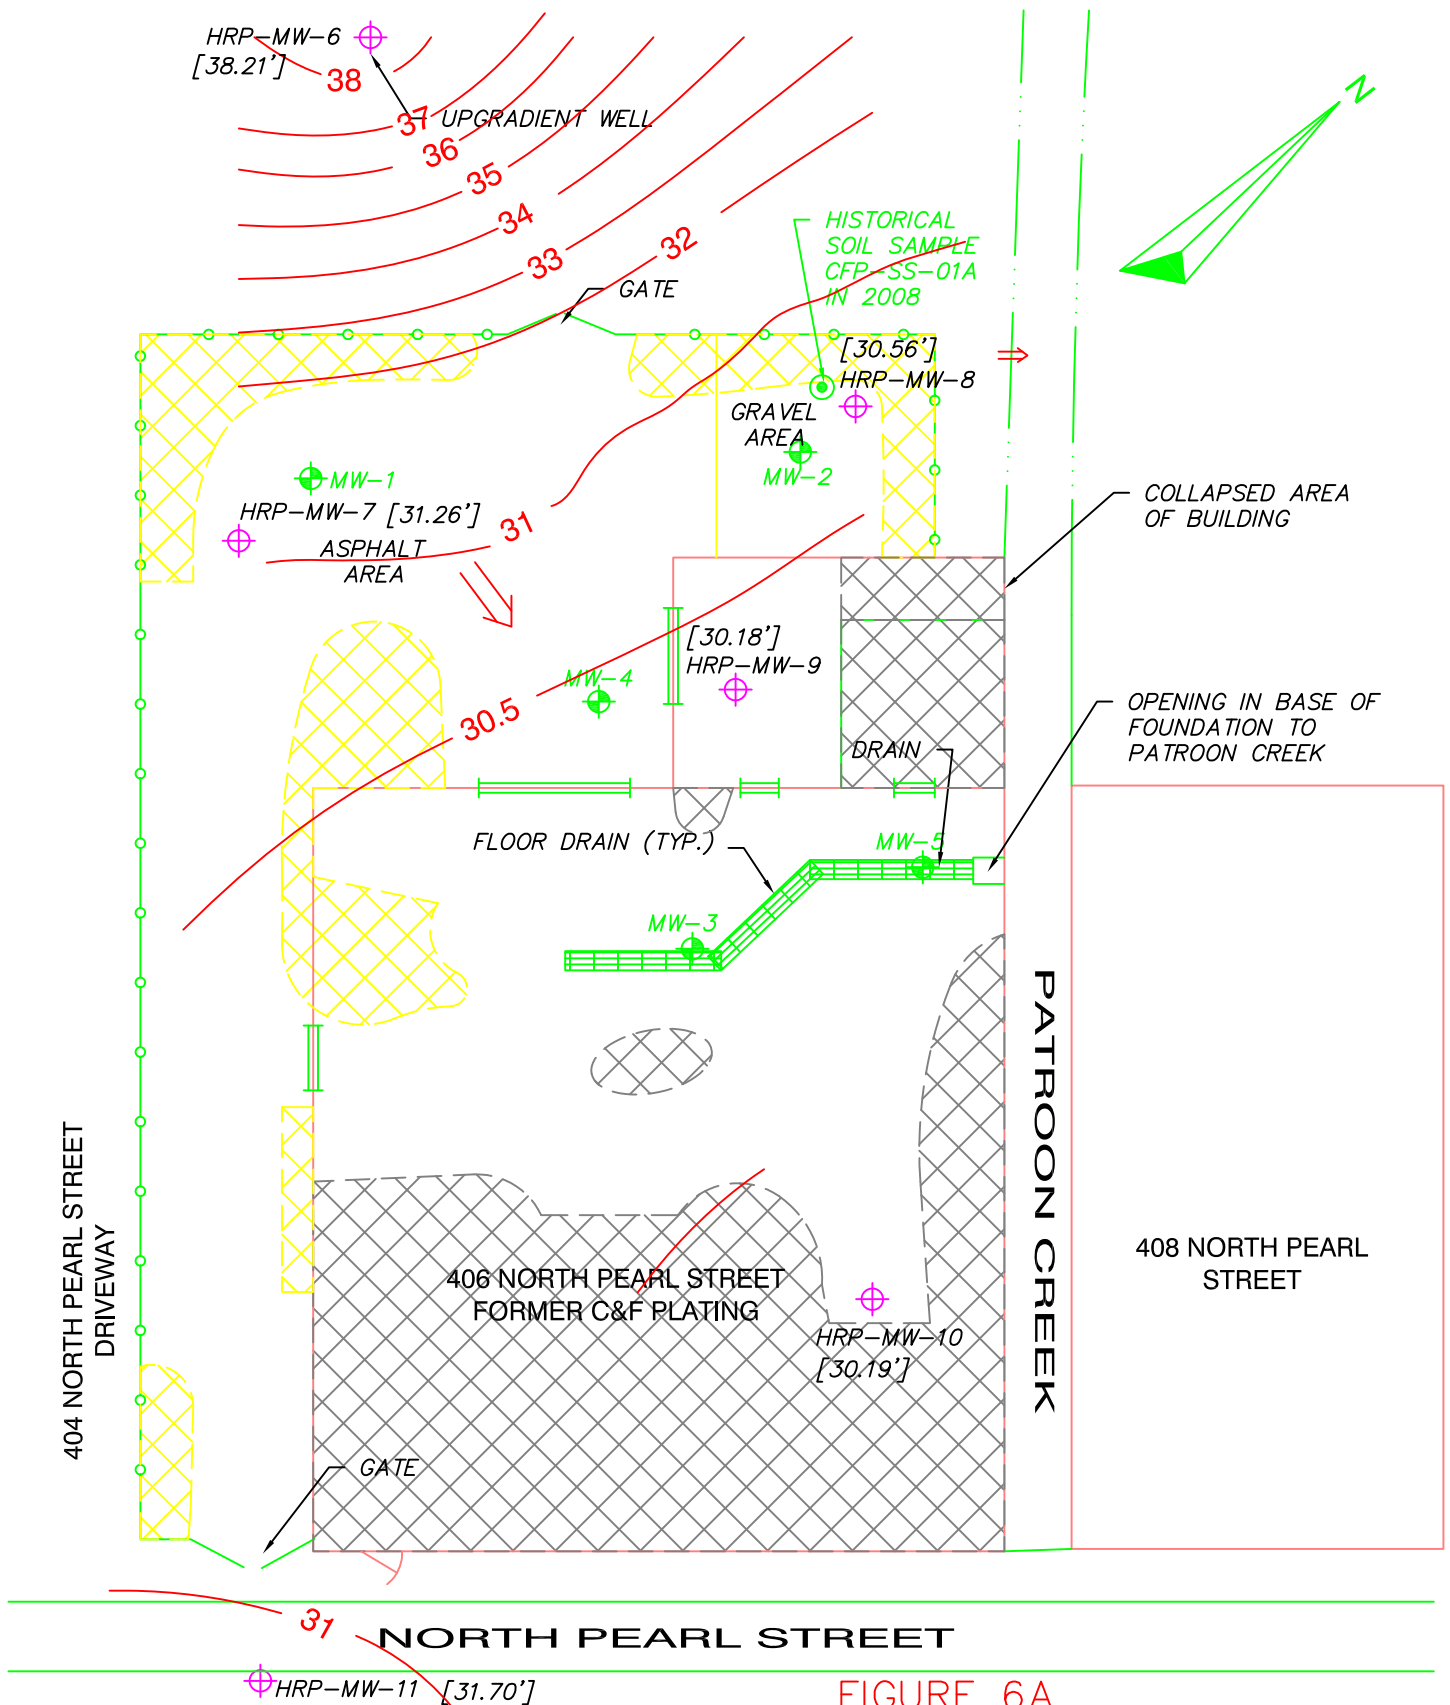 HRP-MW-6
[38.21']
38
37
UPGRADIENT WELL
36
35
34
33
32
N
HISTORICAL
SOIL SAMPLE
CFP-SS-01A
IN 2008
GATE
[30.56']
HRP-MW-8
GRAVEL
AREA
MW-2
MW-1
HRP-MW-7 [31.26']
ASPHALT
AREA
31
COLLAPSED AREA
OF BUILDING
[30.18']
HRP-MW-9
MW-4
30.5
OPENING IN BASE OF
FOUNDATION TO
PATROON CREEK
DRAIN
FLOOR DRAIN (TYP.)
MW-5
MW-3
PATROON CREEK
404 NORTH PEARL STREET
DRIVEWAY
408 NORTH PEARL
STREET
406 NORTH PEARL STREET
FORMER C&F PLATING
HRP-MW-10
[30.19']
GATE
31
NORTH PEARL STREET
HRP-MW-11 [31.70']
FIGURE 6A